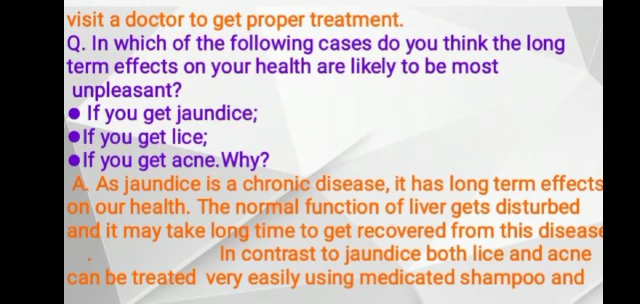 visit a doctor to get proper treatment.
Q. In which of the following cases do you think the long
term effects on your health are likely to be most
unpleasant?
● If you get jaundice;
●If you get lice;
●If you get acne.Why?
A. As jaundice is a chronic disease, it has long term effects
on our health. The normal function of liver gets disturbed
and it may take long time to get recovered from this disease
. In contrast to jaundice both lice and acne
can be treated very easily using medicated shampoo and